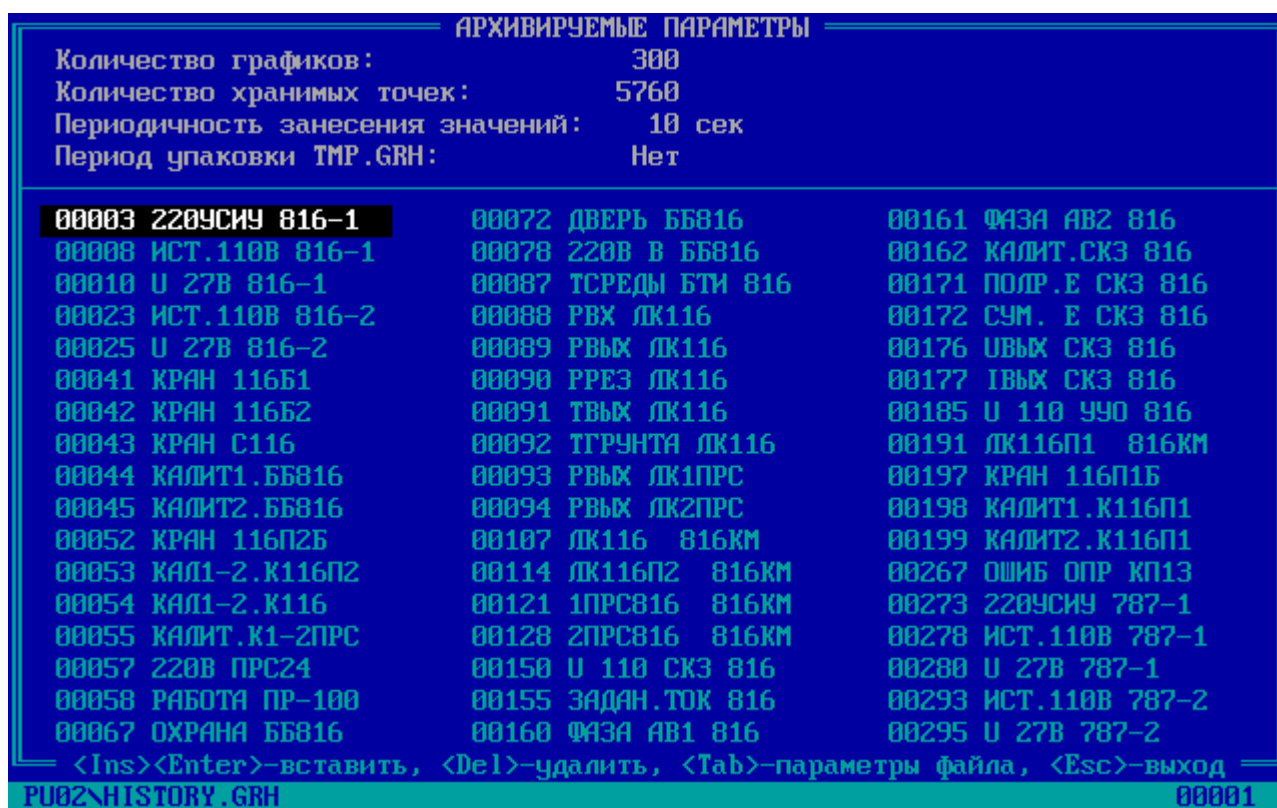 АРХИВИРУЕМЫЕ ПАРАМЕТРЫ
Количество графиков: 300
Количество хранимых точек: 5760
Периодичность занесения значений: 10 сек
Период упаковки TMP.GRH: Нет
00003 220УСИУ 816-1 00072 ДВЕРЬ ББ816 00161 ФАЗА АВ2 816
00008 ИСТ.110В 816-1 00078 220В В ББ816 00162 КАЛИТ.СКЗ 816
00010 U 27В 816-1 00087 ТСРЕДЫ БТИ 816 00171 ПОЛР.Е СКЗ 816
00023 ИСТ.110В 816-2 00088 РВХ ЛК116 00172 СУМ. Е СКЗ 816
00025 U 27В 816-2 00089 РВЫХ ЛК116 00176 UВЫХ СКЗ 816
00041 КРАН 116Б1 00090 РРЕЗ ЛК116 00177 IВЫХ СКЗ 816
00042 КРАН 116Б2 00091 ТВЫХ ЛК116 00185 U 110 УУО 816
00043 КРАН С116 00092 ТГРУНТА ЛК116 00191 ЛК116П1 816КМ
00044 КАЛИТ1.ББ816 00093 РВЫХ ЛК1ПРС 00197 КРАН 116П1Б
00045 КАЛИТ2.ББ816 00094 РВЫХ ЛК2ПРС 00198 КАЛИТ1.К116П1
00052 КРАН 116П2Б 00107 ЛК116 816КМ 00199 КАЛИТ2.К116П1
00053 КАЛ1-2.К116П2 00114 ЛК116П2 816КМ 00267 ОШИБ ОПР КП13
00054 КАЛ1-2.К116 00121 1ПРС816 816КМ 00273 220УСИУ 787-1
00055 КАЛИТ.К1-2ПРС 00128 2ПРС816 816КМ 00278 ИСТ.110В 787-1
00057 220В ПРС24 00150 U 110 СКЗ 816 00280 U 27В 787-1
00058 РАБОТА ПР-100 00155 ЗАДАН.ТОК 816 00293 ИСТ.110В 787-2
00067 ОХРАНА ББ816 00160 ФАЗА АВ1 816 00295 U 27В 787-2
<Ins><Enter>-вставить, <Del>-удалить, <Tab>-параметры файла, <Esc>-выход
PU02\HISTORY.GRH 00001